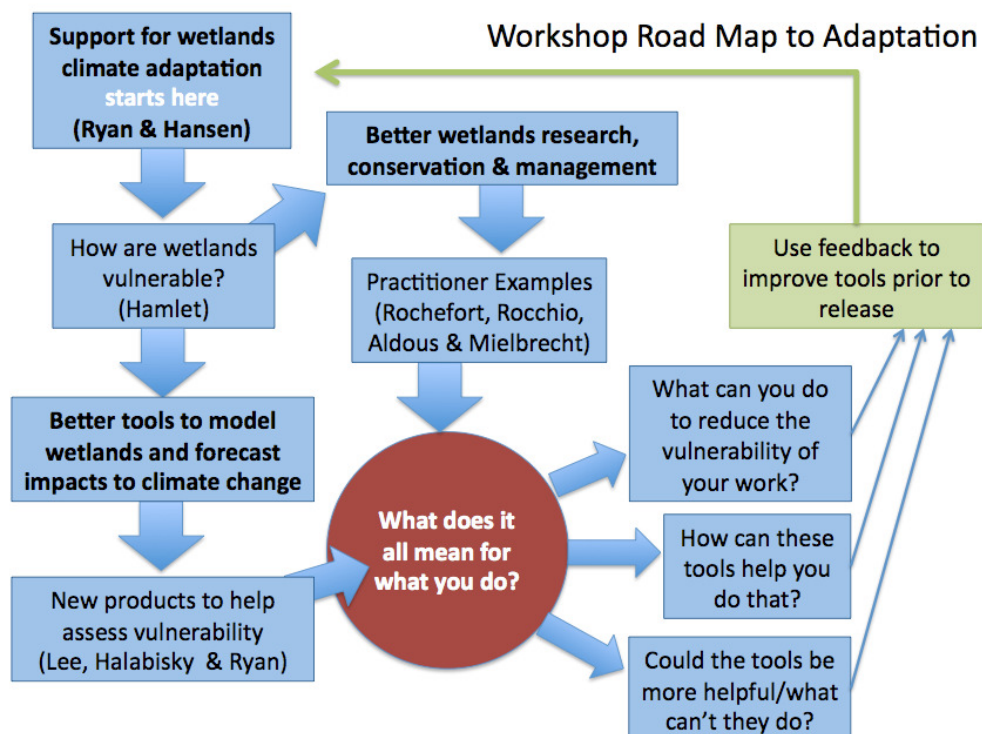 Workshop Road Map to Adaptation
Support for wetlands
climate adaptation
starts here
(Ryan & Hansen)
How are wetlands
vulnerable?
(Hamlet)
Better tools to model
wetlands and forecast
impacts to climate change
New products to help
assess vulnerability
(Lee, Halabisky & Ryan)
Better wetlands research,
conservation & management
Practitioner Examples
(Rochefort, Rocchio,
Aldous & Mielbrecht)
What does it
all mean for
what you do?
What can you do
to reduce the
vulnerability of
your work?
How can these
tools help you
do that?
Could the tools be
more helpful/what
can't they do?
Use feedback to
improve tools prior to
release